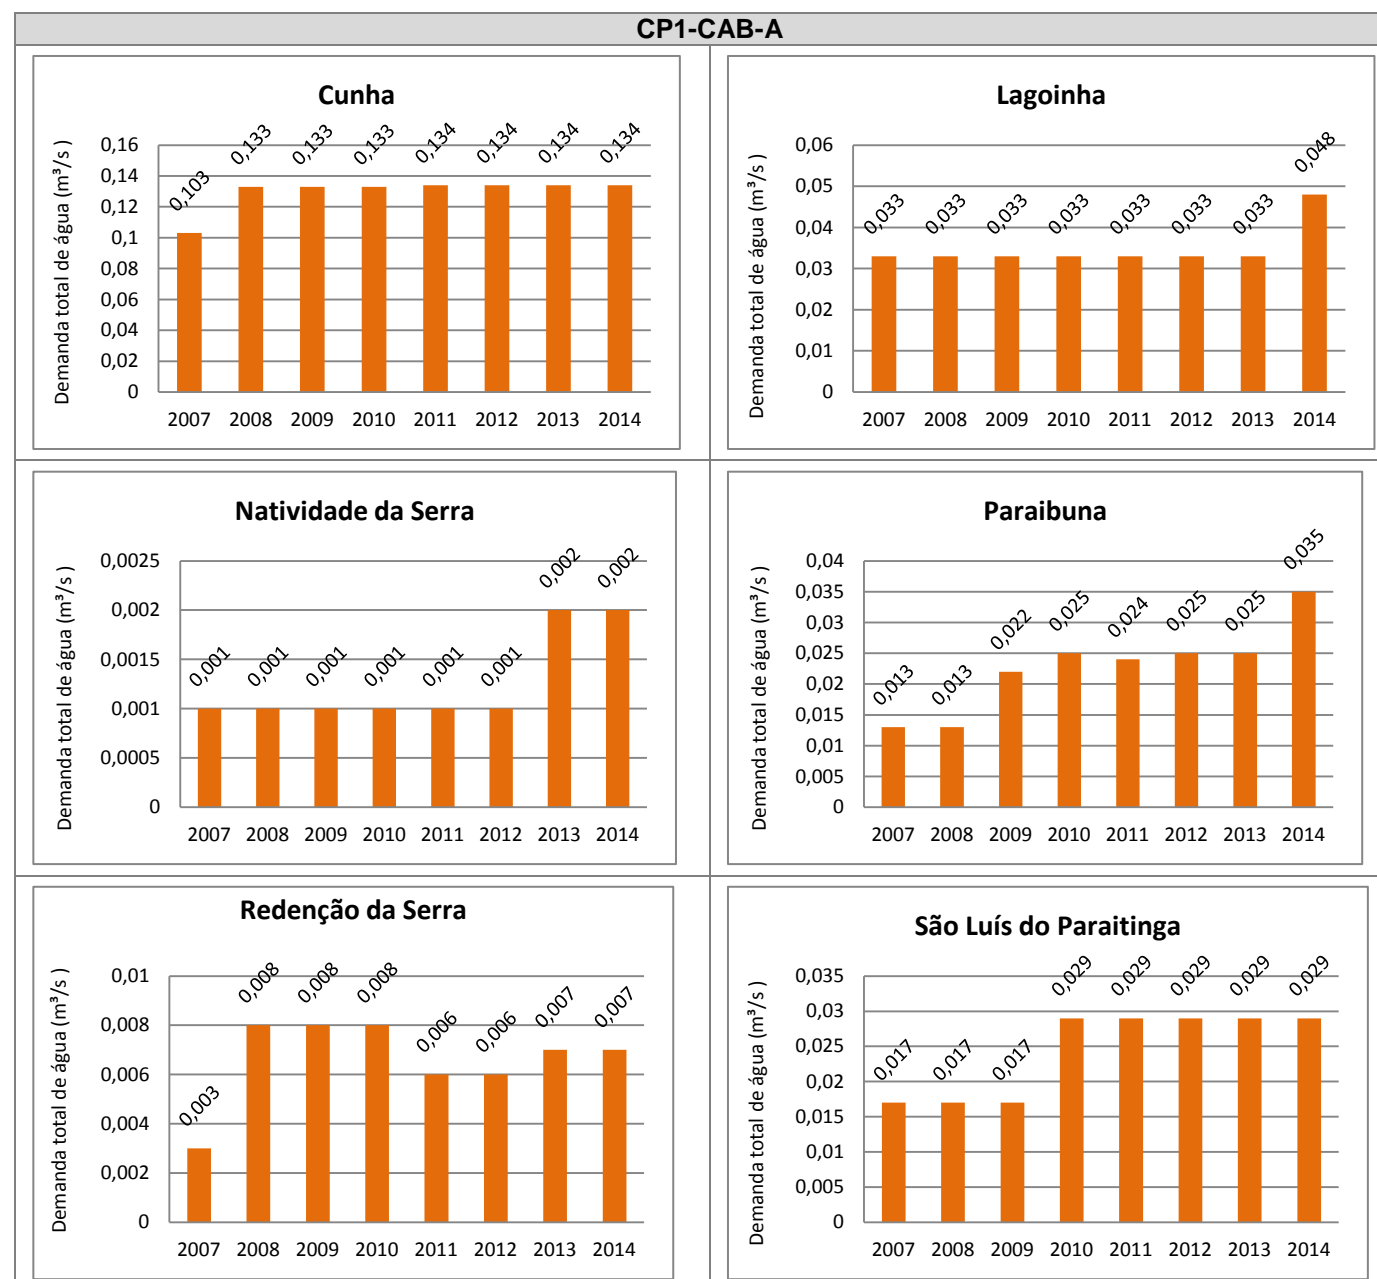 CP1-CAB-A
Cunha
Demanda total de água (m³/s )
0,16
0,14
0,12
0,1
0,08
0,06
0,04
0,02
0
0,103 0,133 0,133 0,133 0,134 0,134 0,134 0,134
2007 2008 2009 2010 2011 2012 2013 2014
Lagoinha
Demanda total de água (m³/s )
0,06
0,05
0,04
0,03
0,02
0,01
0
0,033 0,033 0,033 0,033 0,033 0,033 0,033 0,048
2007 2008 2009 2010 2011 2012 2013 2014
Natividade da Serra
Demanda total de água (m³/s )
0,0025
0,002
0,0015
0,001
0,0005
0
0,001 0,001 0,001 0,001 0,001 0,001 0,002 0,002
2007 2008 2009 2010 2011 2012 2013 2014
Paraibuna
Demanda total de água (m³/s )
0,04
0,035
0,03
0,025
0,02
0,015
0,01
0,005
0
0,013 0,013 0,022 0,025 0,024 0,025 0,025 0,035
2007 2008 2009 2010 2011 2012 2013 2014
Redenção da Serra
Demanda total de água (m³/s )
0,01
0,008
0,006
0,004
0,002
0
0,003 0,008 0,008 0,008 0,006 0,006 0,007 0,007
2007 2008 2009 2010 2011 2012 2013 2014
São Luís do Paraitinga
Demanda total de água (m³/s )
0,035
0,03
0,025
0,02
0,015
0,01
0,005
0
0,017 0,017 0,017 0,029 0,029 0,029 0,029 0,029
2007 2008 2009 2010 2011 2012 2013 2014